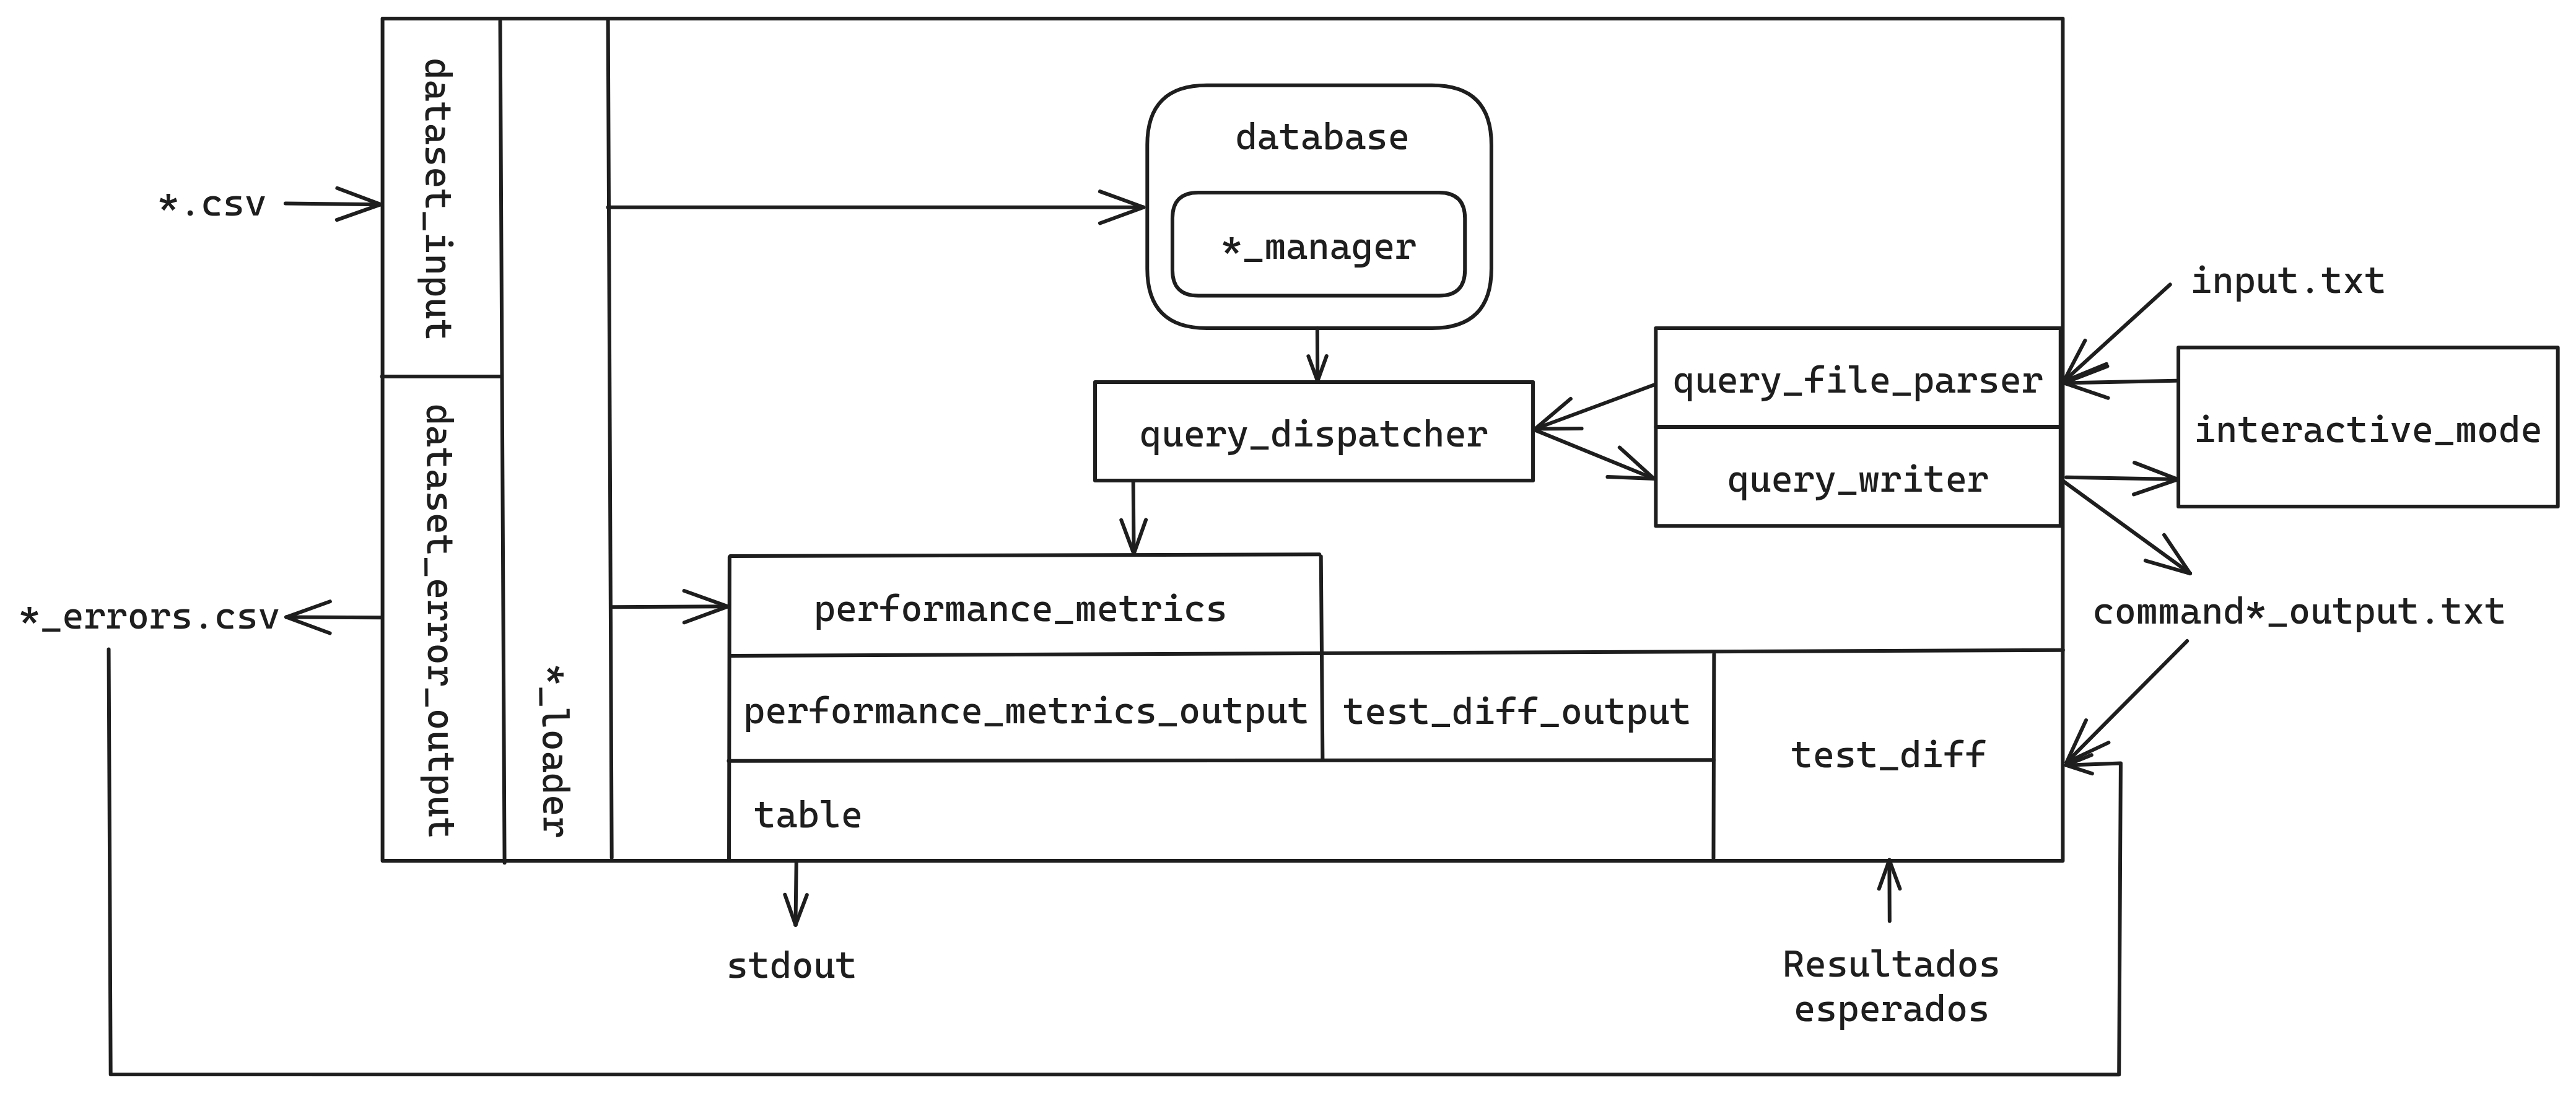 dataset_input
database
*.csv
*_manager
input.txt
query_file_parser
interactive_mode
query_dispatcher
query_writer
dataset_error_output
*_errors.csv
*_loader
performance_metrics
command*_output.txt
performance_metrics_output
test_diff_output
test_diff
table
stdout
Resultados
esperados